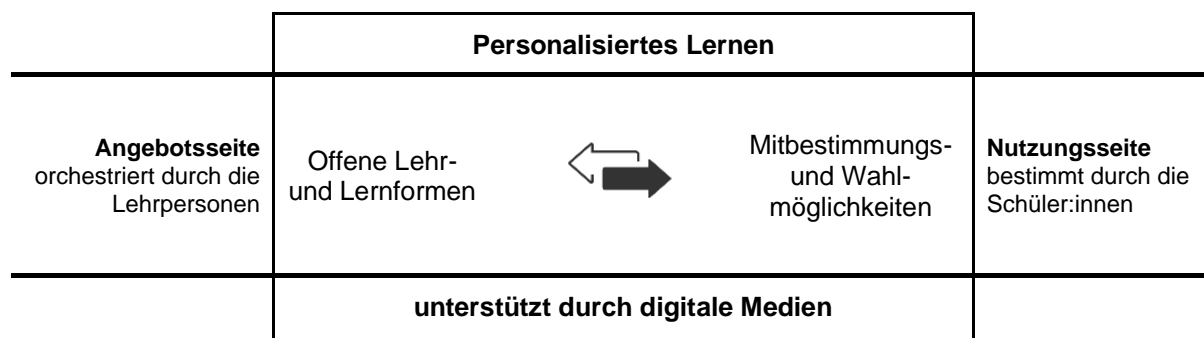 Personalisiertes Lernen
Angebotsseite
orchestriert durch die
Lehrpersonen
Offene Lehr-
und Lernformen
Mitbestimmungs-
und Wahl-
möglichkeiten
Nutzungsseite
bestimmt durch die
Schüler:innen
unterstützt durch digitale Medien